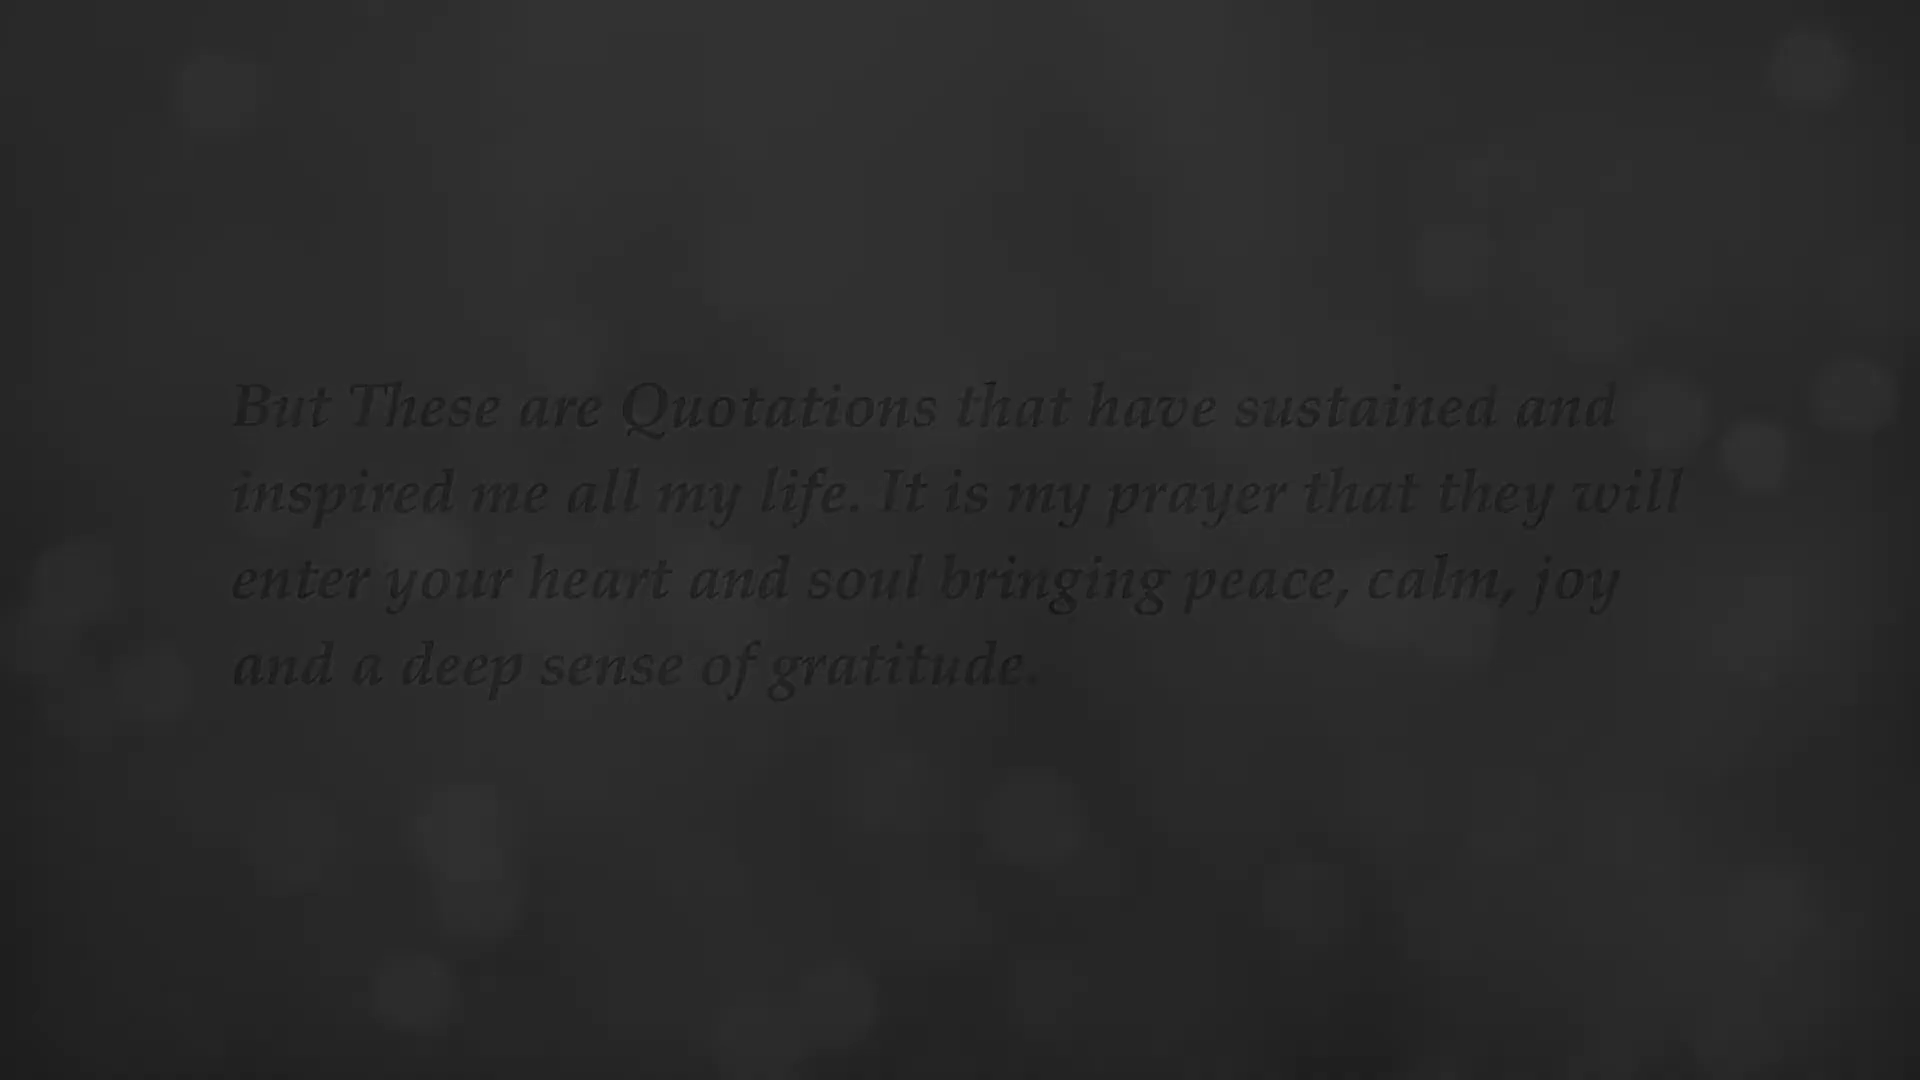 But These are Quotations that have sustained and
inspired me all my life. It is my prayer that they will
enter your heart and soul bringing peace, calm, joy
and a deep sense of gratitude.